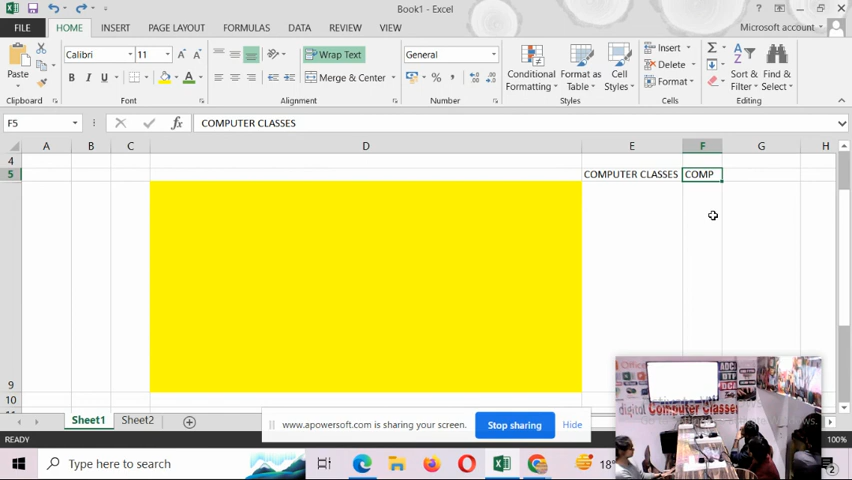 Book1 - Excel
FILE HOME INSERT PAGE LAYOUT FORMULAS DATA REVIEW VIEW Microsoft account
Calibri 11 Wrap Text General Insert
Paste Conditional Formatting Format as Table Cell Styles Delete Sort & Filter Find & Select
B I U Merge & Center % , Format
Clipboard Font Alignment Number Styles Cells Editing
F5 fx COMPUTER CLASSES
A B C D E F G H
4
5 COMPUTER CLASSES COMP
9
10
Sheet1 Sheet2
www.apowersoft.com is sharing your screen. Stop sharing Hide
digital Computer Classes
READY 100%
Type here to search 18° 2